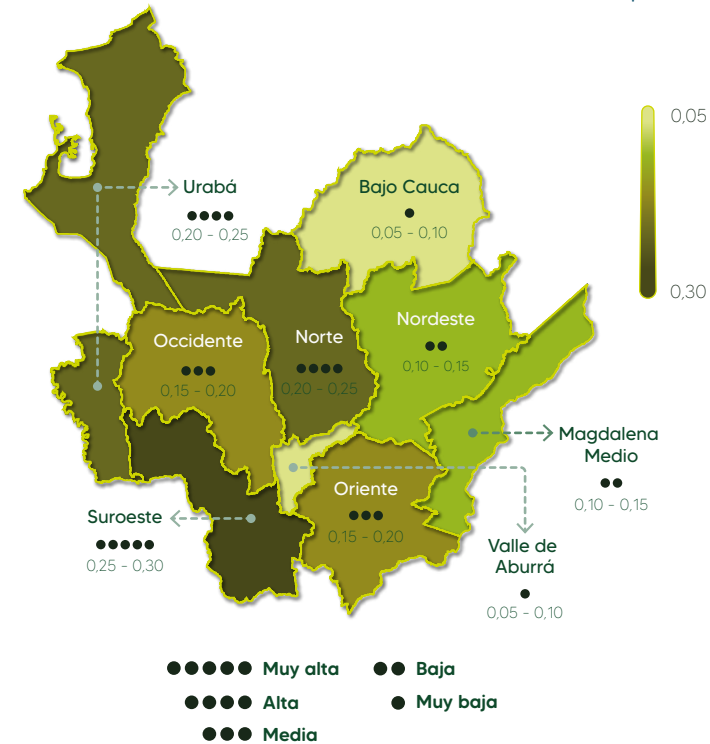 0,05
0,30
Urabá
0,20 - 0,25
Bajo Cauca
0,05 - 0,10
Occidente
0,15 - 0,20
Norte
0,20 - 0,25
Nordeste
0,10 - 0,15
Magdalena
Medio
0,10 - 0,15
Oriente
0,15 - 0,20
Suroeste
0,25 - 0,30
Valle de
Aburrá
0,05 - 0,10
Muy alta
Baja
Alta
Muy baja
Media